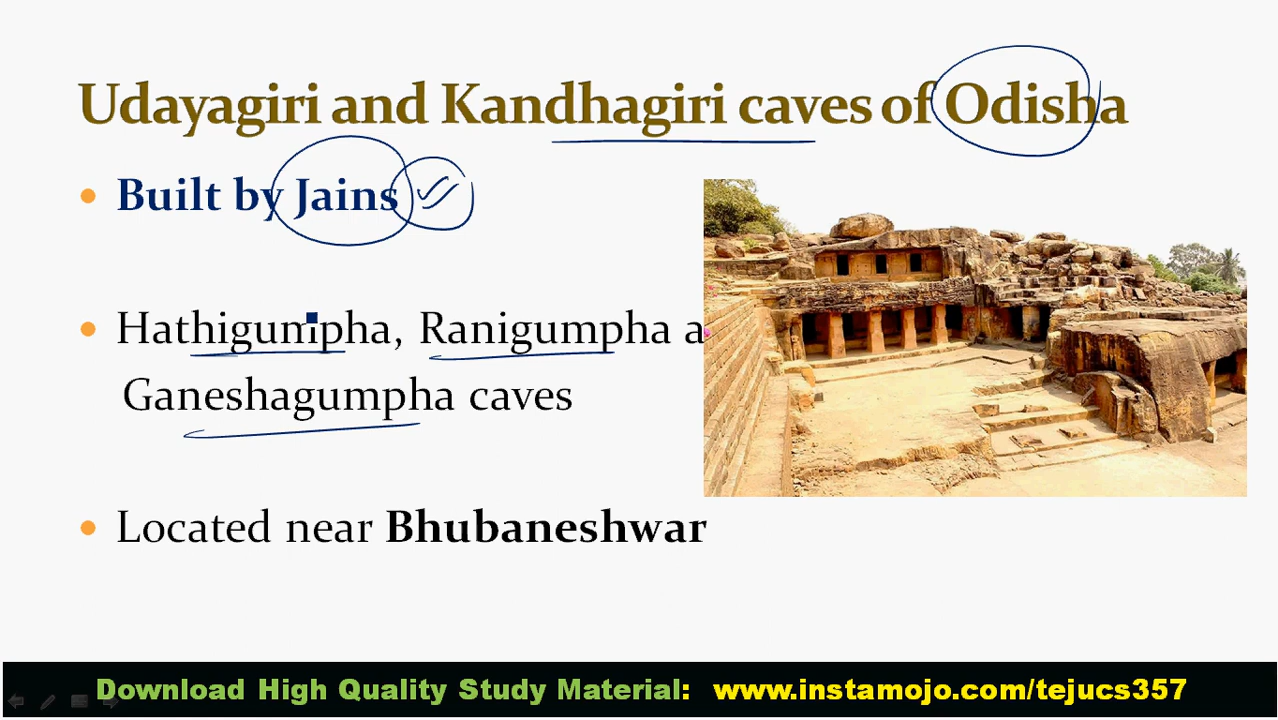 Udayagiri and Kandhagiri caves of Odisha
Built by Jains
Hathigumpha, Ranigumpha a
Ganeshagumpha caves
Located near Bhubaneshwar
Download High Quality Study Material: www.instamojo.com/tejucs357